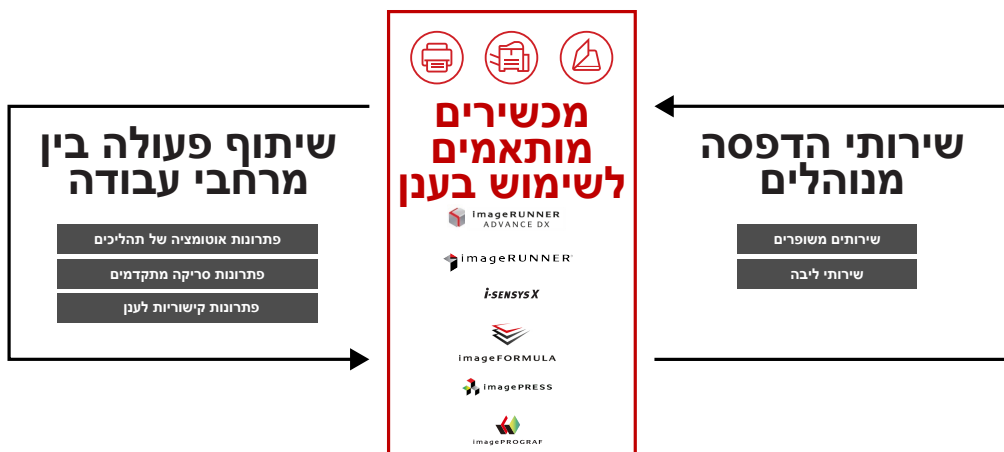 שירותי הדפסה
מנוהלים
שירותים משופרים
שירותי ליבה
מכשירים
מותאמים
לשימוש בענן
imageRUNNER
ADVANCE DX
imageRUNNER
i-SENSYS X
imageFORMULA
imagePRESS
imagePROGRAF
שיתוף פעולה בין
מרחבי עבודה
פתרונות אוטומציה של תהליכים
פתרונות סריקה מתקדמים
פתרונות קישוריות לענן